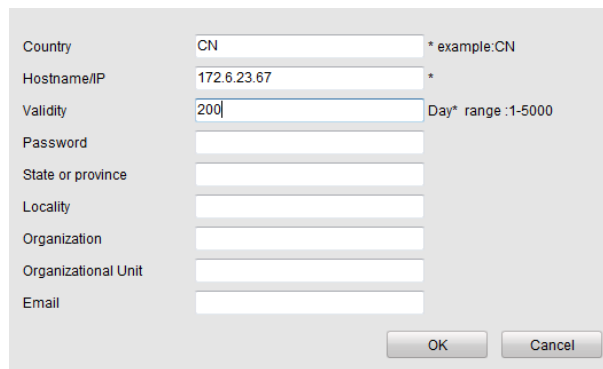 Country CN * example:CN
Hostname/IP 172.6.23.67 *
Validity 200 Day* range :1-5000
Password
State or province
Locality
Organization
Organizational Unit
Email
OK Cancel